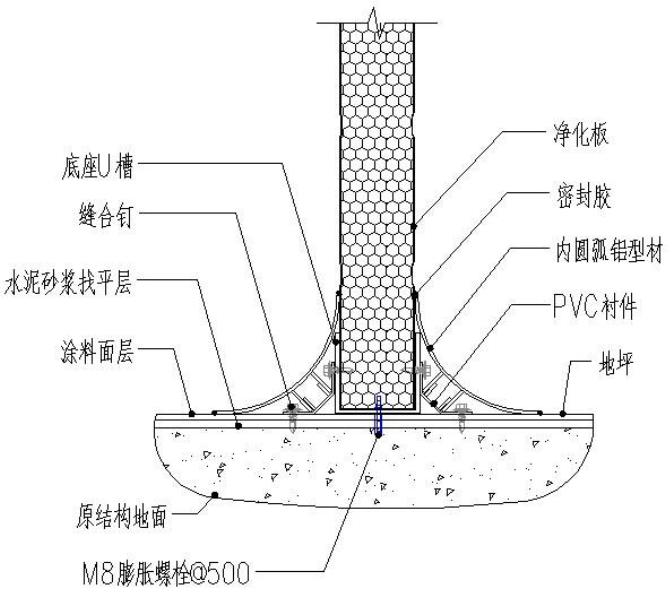 净化板
底座U槽
密封胶
缝合钉
内圆弧铝型材
水泥砂浆找平层
PVC衬件
涂料面层
地坪
原结构地面
M8膨胀螺栓@500